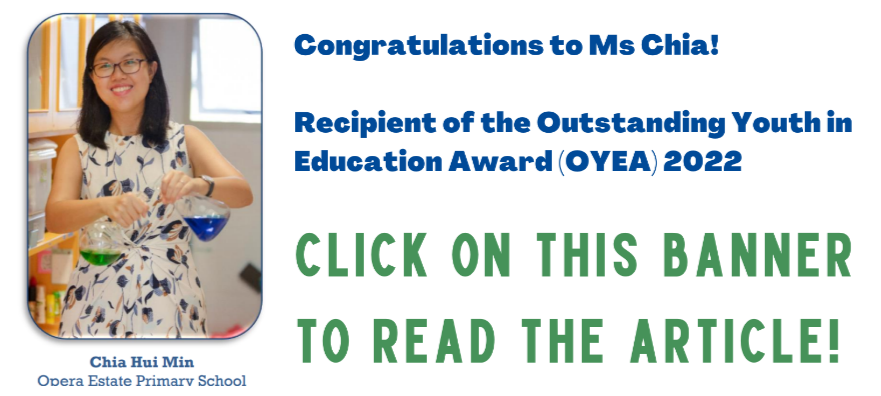 Congratulations to Ms Chia!
Recipient of the Outstanding Youth in
Education Award (OYEA) 2022
CLICK ON THIS BANNER
TO READ THE ARTICLE!
Chia Hui Min
Opera Estate Primary School